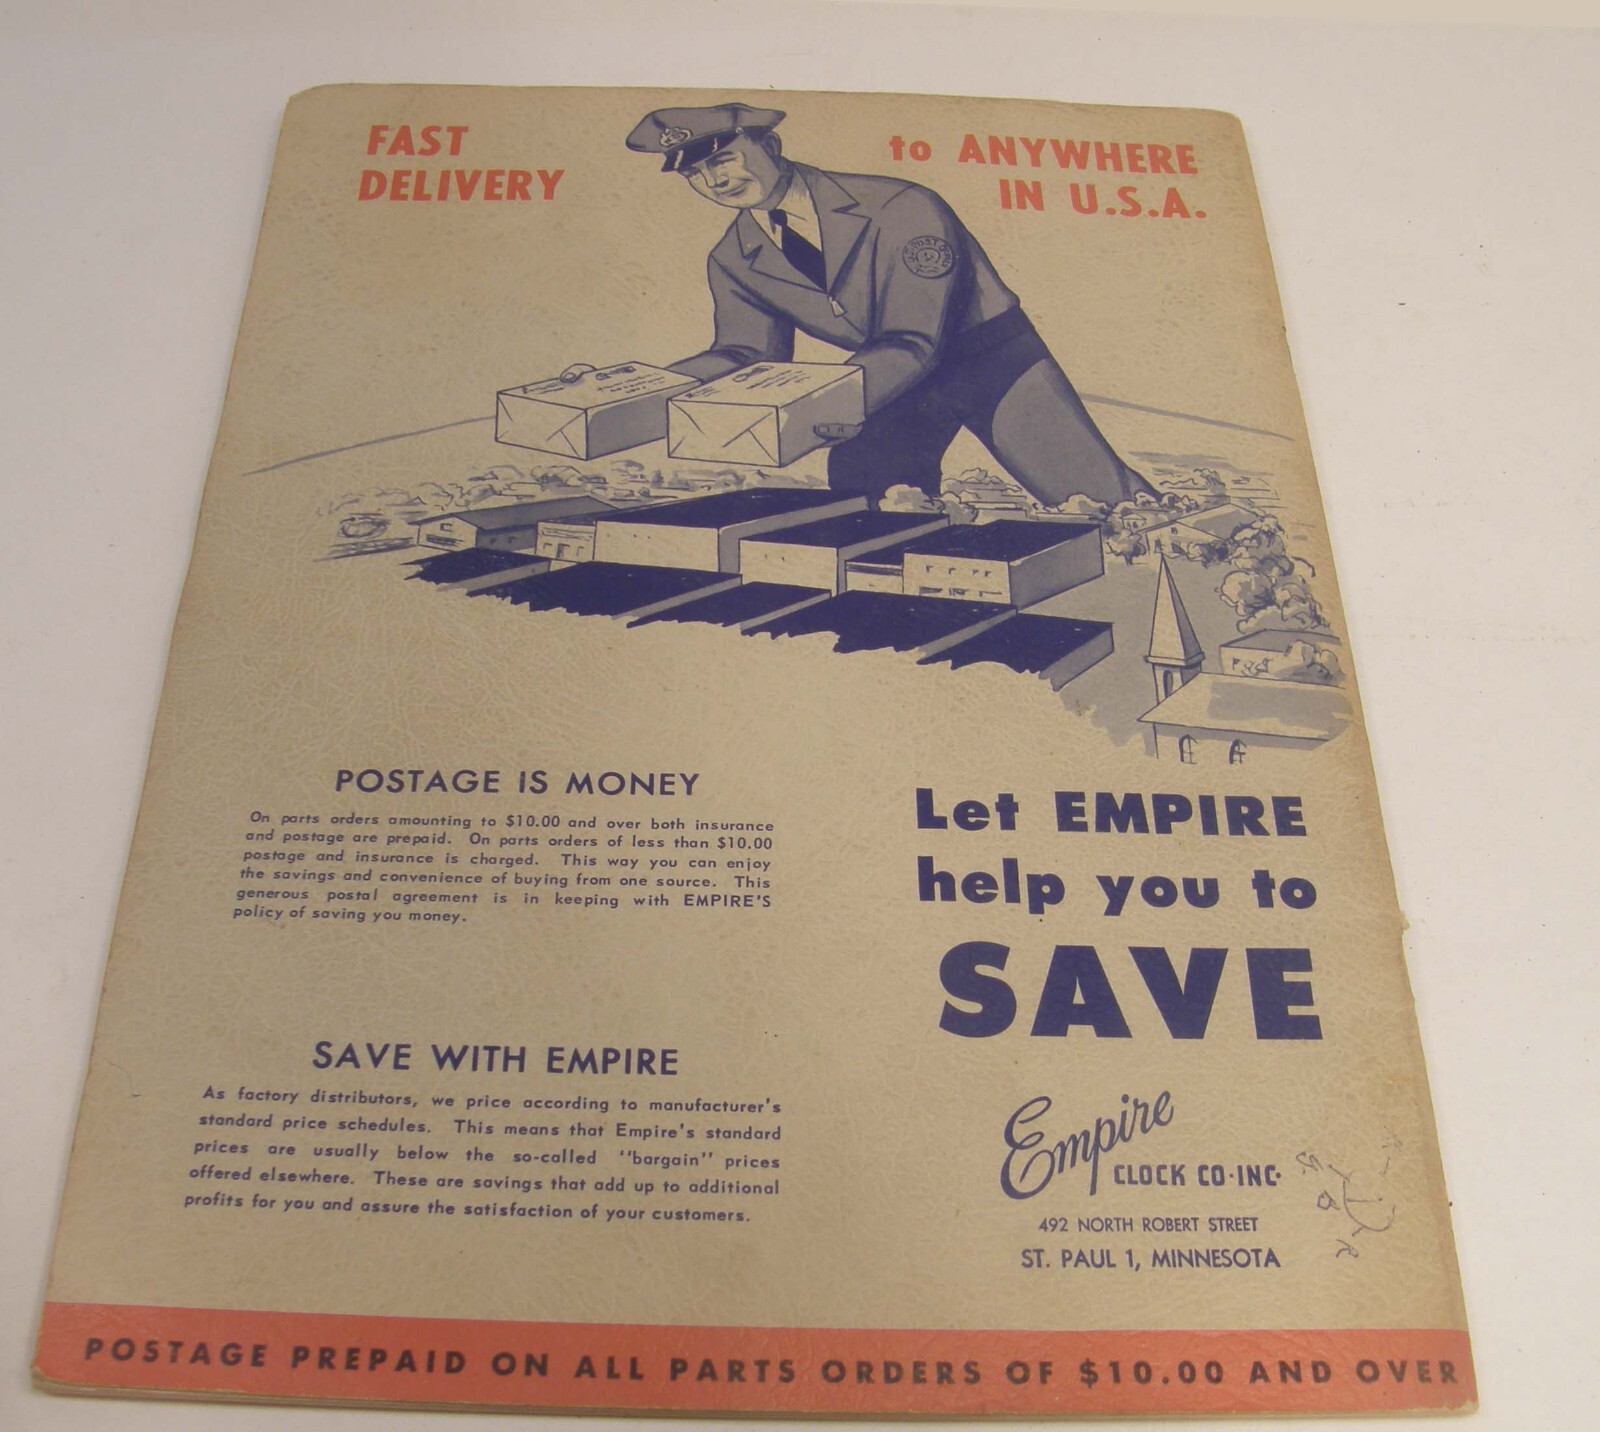 FAST
DELIVERY
to ANYWHERE
IN U.S.A.
POSTAGE IS MONEY
On parts orders amounting to $10.00 and over both insurance
and postage are prepaid. On parts orders of less than $10.00
postage and insurance is charged. This way you can enjoy
the savings and convenience of buying from one source. This
generous postal agreement is in keeping with EMPIRE'S
policy of saving you money.
Let EMPIRE
help you to
SAVE
SAVE WITH EMPIRE
As factory distributors, we price according to manufacturer's
standard price schedules. This means that Empire's standard
prices are usually below the so-called "bargain" prices
offered elsewhere. These are savings that add up to additional
profits for you and assure the satisfaction of your customers.
Empire
CLOCK CO·INC·
492 NORTH ROBERT STREET
ST. PAUL 1, MINNESOTA
POSTAGE PREPAID ON ALL PARTS ORDERS OF $10.00 AND OVER